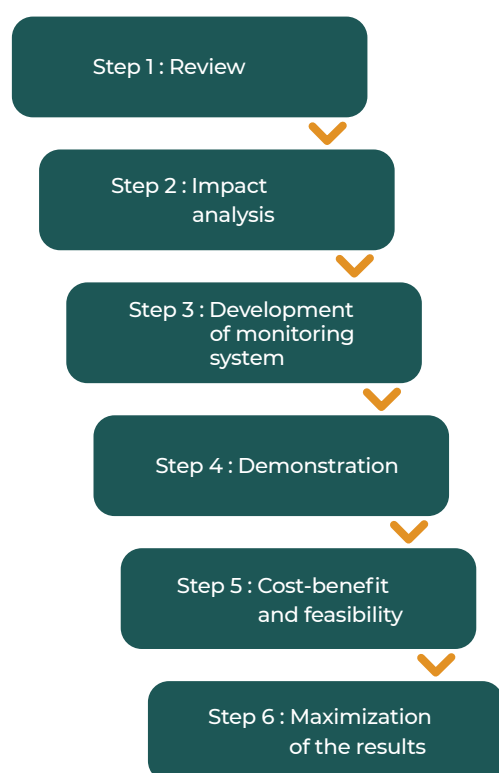 Step 1 : Review
Step 2 : Impact
analysis
Step 3 : Development
of monitoring
system
Step 4 : Demonstration
Step 5 : Cost-benefit
and feasibility
Step 6 : Maximization
of the results